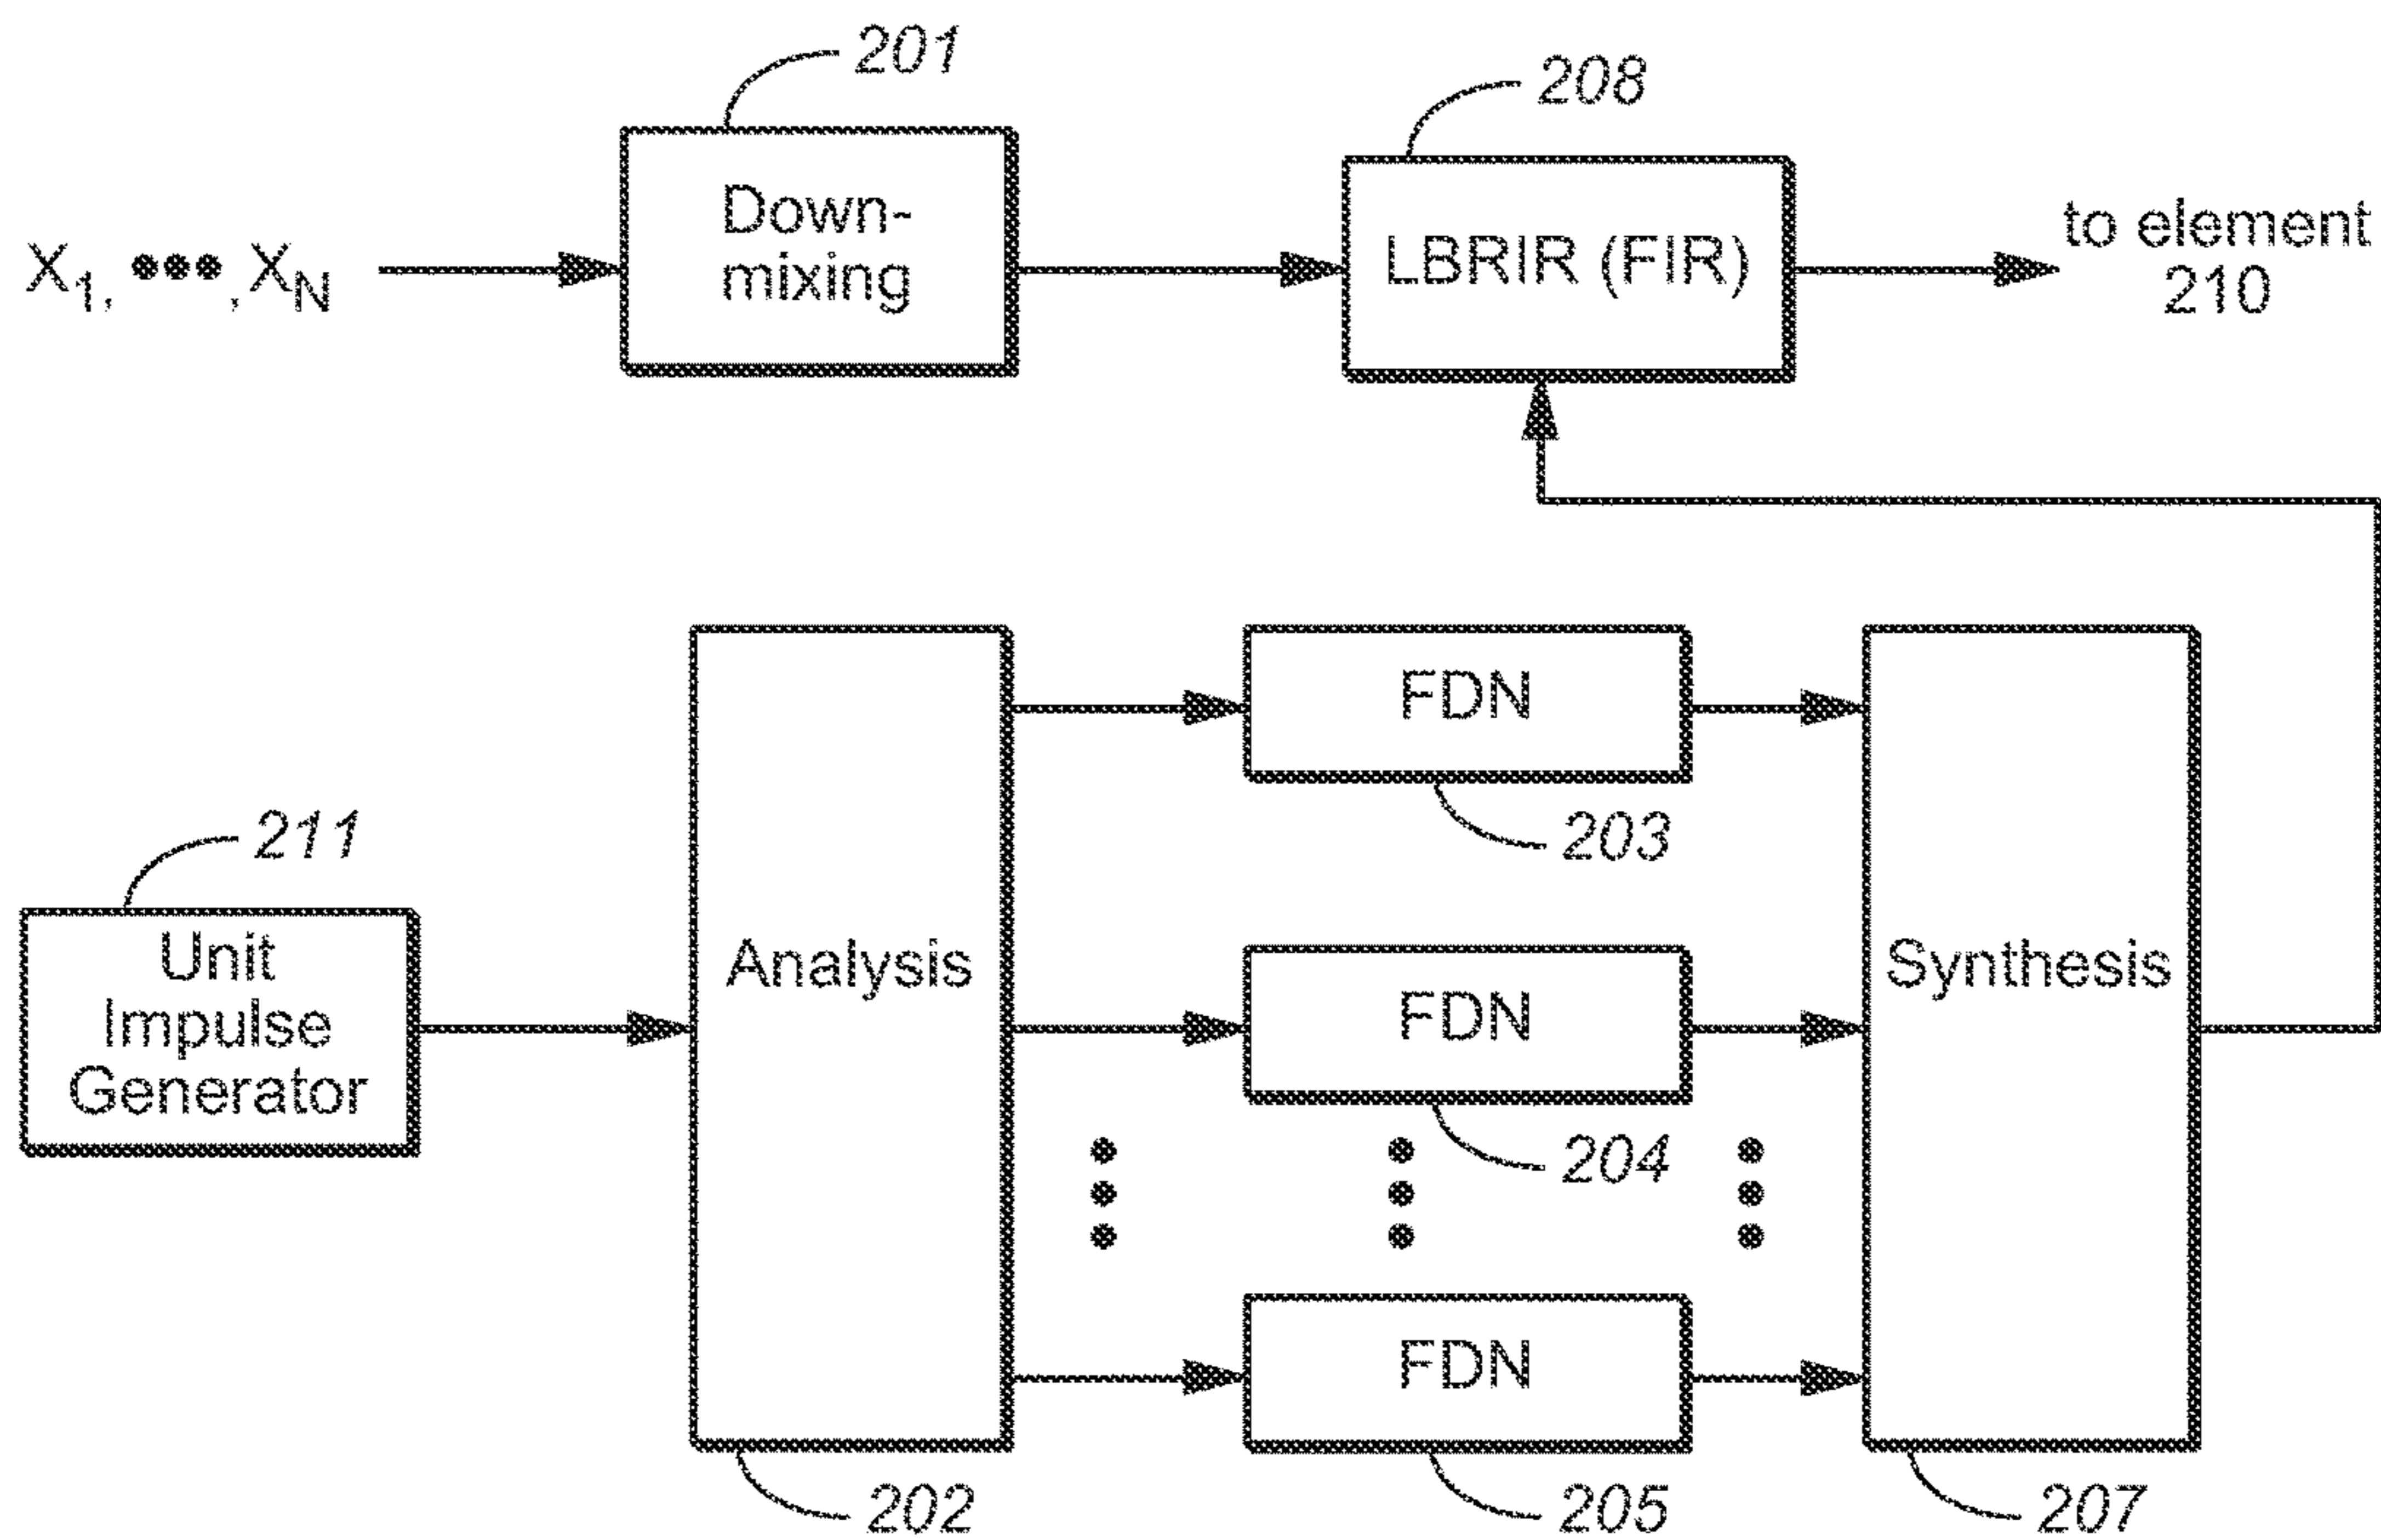 201
208
Down-
mixing
X1, •••, XN
LBRIR (FIR)
to element
210
FDN
203
211
Unit
Impulse
Generator
Analysis
FDN
Synthesis
204
FDN
202
205
207